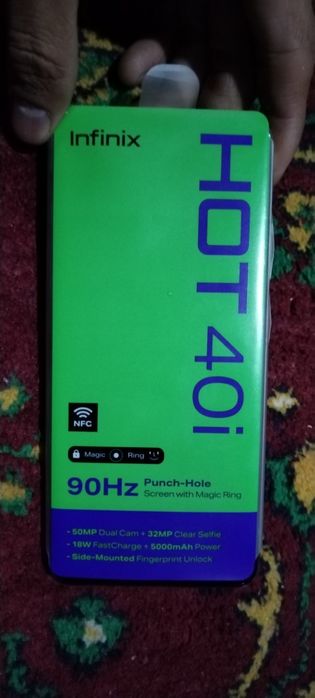 Infinix
HOT 40i
NFC
Magic Ring
90Hz Punch-Hole
Screen with Magic Ring
- 50MP Dual Cam + 32MP Clear Selfie
- 18W FastCharge + 5000mAh Power
- Side-Mounted Fingerprint Unlock